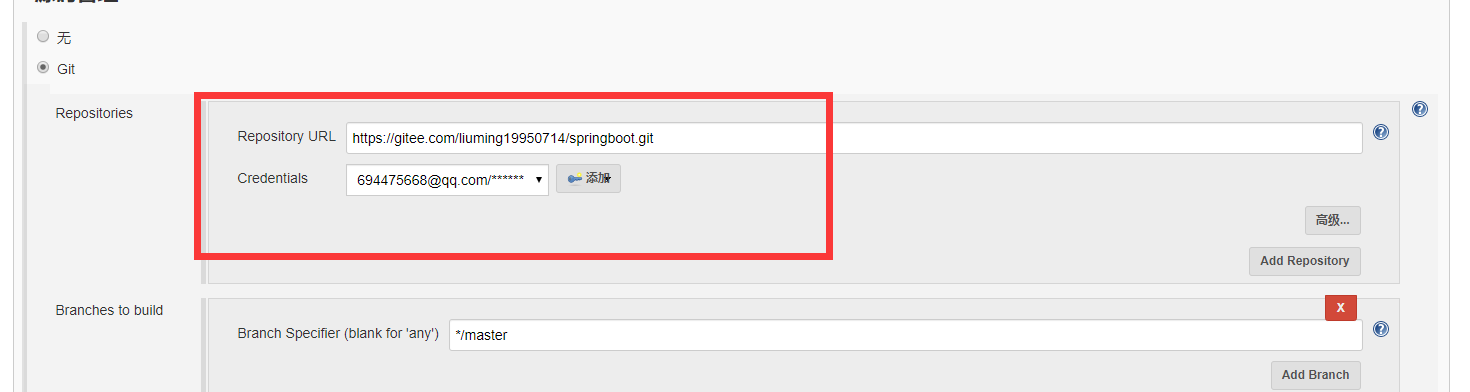 无
Git
Repositories
Repository URL
https://gitee.com/liuming19950714/springboot.git
Credentials
694475668@qq.com/******
添加
高级...
Add Repository
Branches to build
X
Branch Specifier (blank for 'any')
*/master
Add Branch